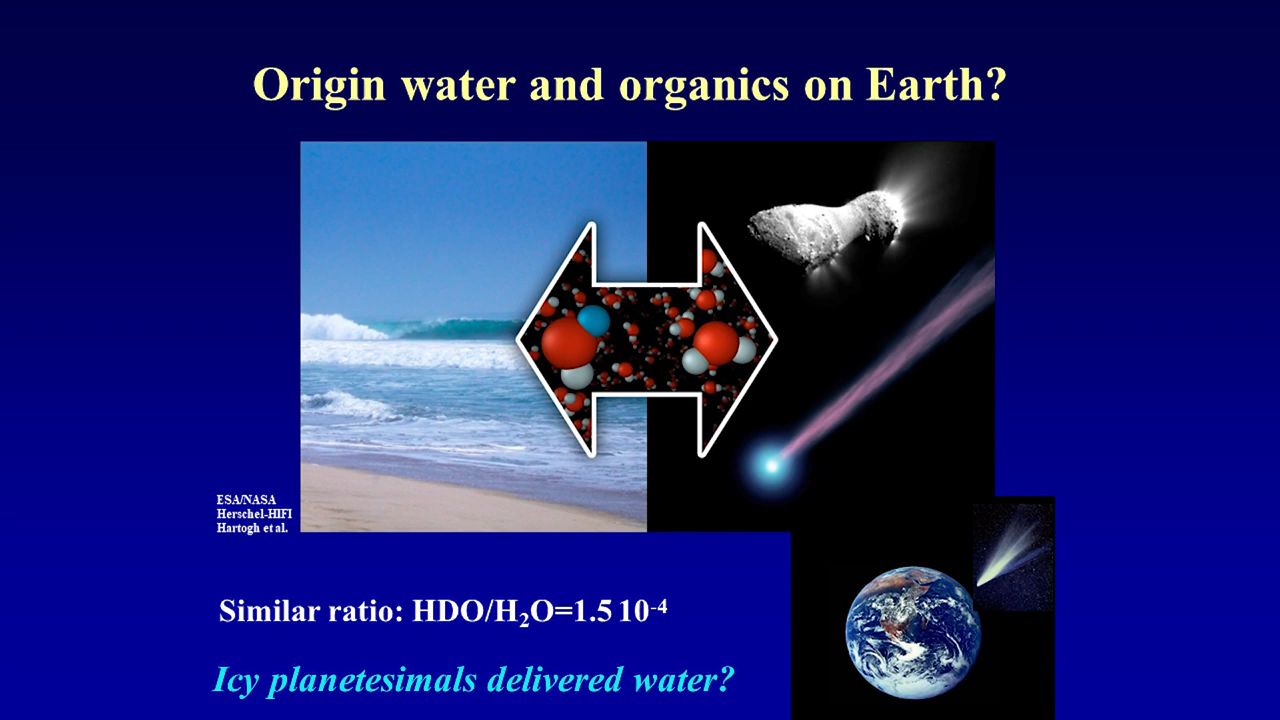 Origin water and organics on Earth?
ESA/NASA
Herschel-HIFI
Hartogh et al.
Similar ratio: HDO/H₂O=1.5 10⁻⁴
Icy planetesimals delivered water?